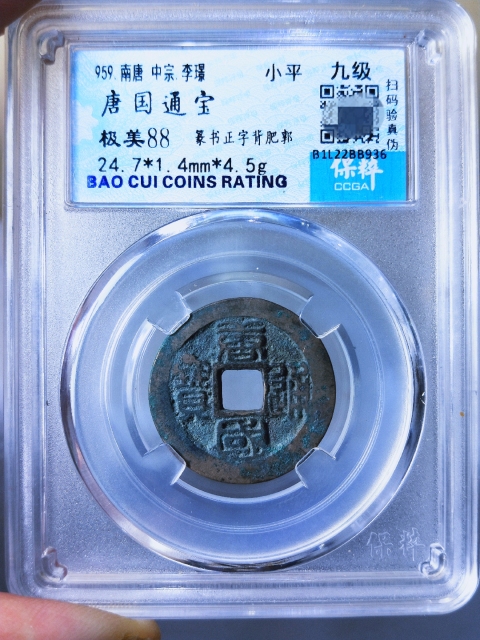 959.南唐 中宗.李璟 小平 九级
唐国通宝
极美88 篆书正字背肥郭
24.7*1.4mm*4.5g
BAO CUI COINS RATING
扫码验真伪
B1L22BB936
保粹
CCGA
唐國通寶
保粹